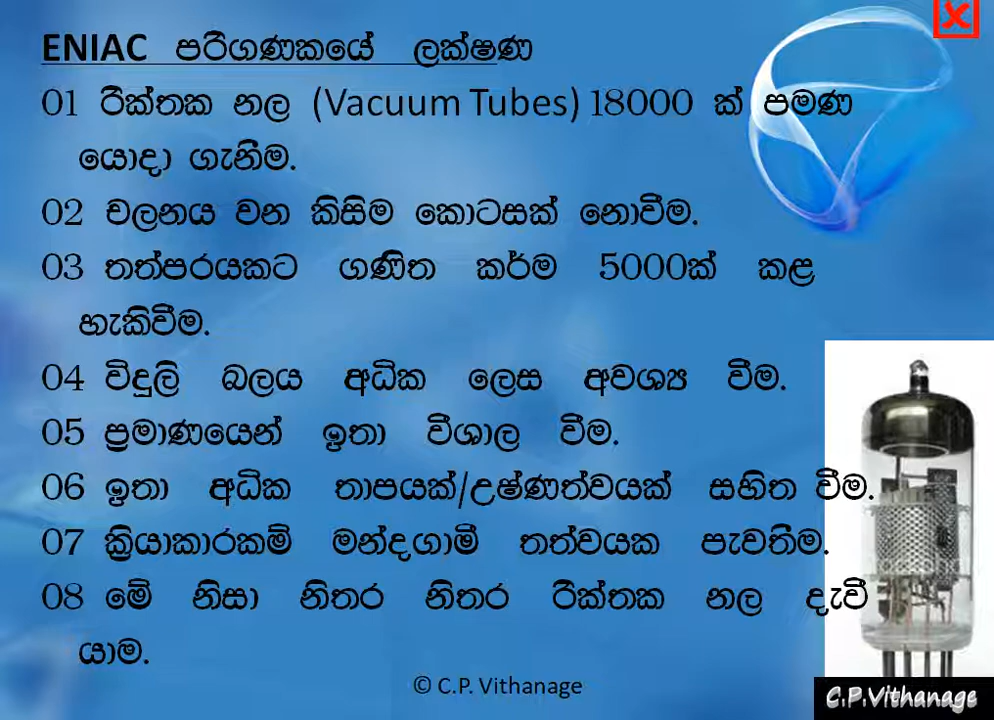 ENIAC පරිගණකයේ ලක්ෂණ
01 රික්තක නල (Vacuum Tubes) 18000 ක් පමණ
යොදා ගැනීම.
02 චලනය වන කිසිම කොටසක් නොවීම.
03 තත්පරයකට ගණිත කර්ම 5000ක් කළ
හැකිවීම.
04 විදුලි බලය අධික ලෙස අවශ්‍ය වීම.
05 ප්‍රමාණයෙන් ඉතා විශාල වීම.
06 ඉතා අධික තාපයක්/උෂ්ණත්වයක් සහිත වීම.
07 ක්‍රියාකාරකම් මන්දගාමී තත්වයක පැවතීම.
08 මේ නිසා නිතර නිතර රික්තක නල දැවී
යාම.
© C.P. Vithanage
C.P.Vithanage